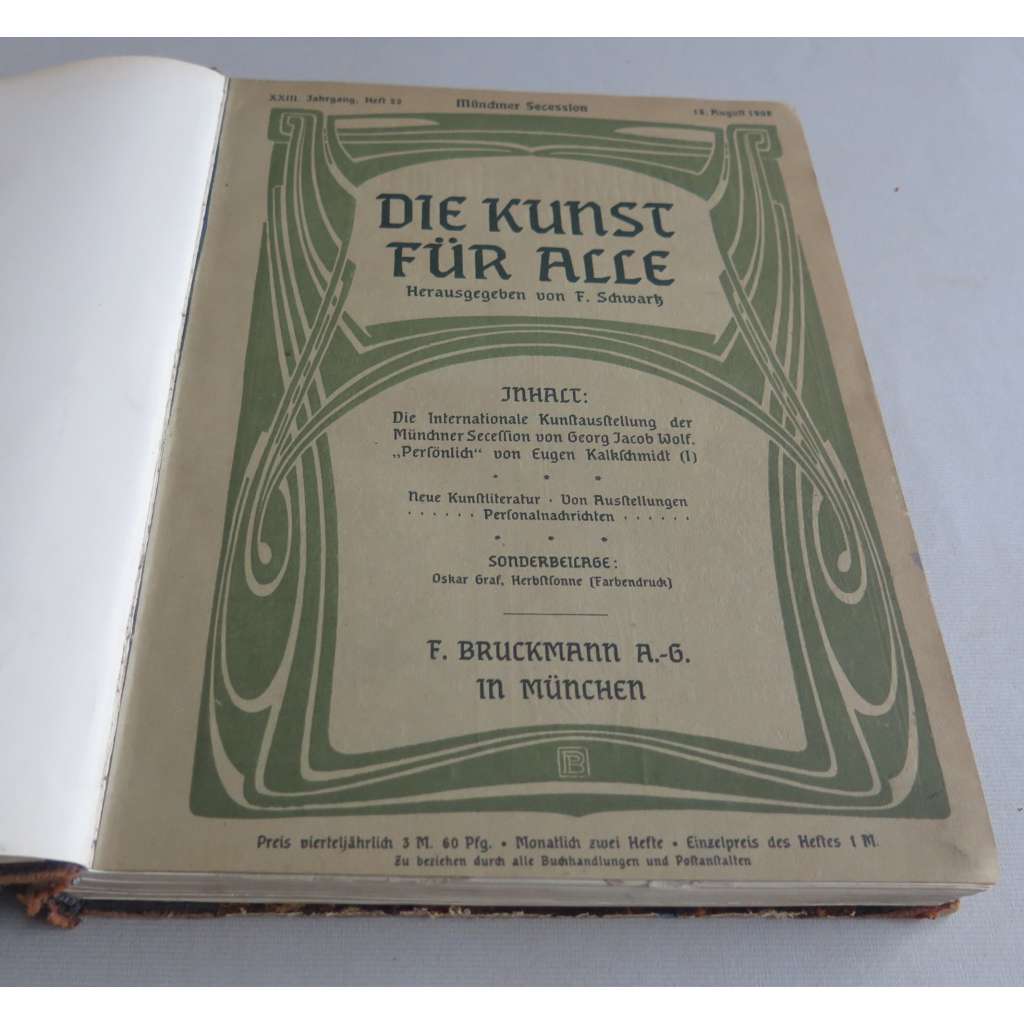 XXIII. Jahrgang, Heft 22
Münchner Secession
15. August 1908
DIE KUNST
FÜR ALLE
Herausgegeben von F. Schwartz
INHALT:
Die Internationale Kunſtausſtellung der
Münchner Seceſſion von Georg Jacob Wolf.
„Perſönlich“ von Eugen Kalkſchmidt (I)
• • •
Neue Kunſtliteratur · Von Ausſtellungen
· · · · · · Perſonalnachrichten · · · · · ·
• • •
SONDERBEILAGE:
Oskar Graf, Herbſtſonne (Farbendruck)
F. BRUCKMANN A.-G.
IN MÜNCHEN
Preis vierteljährlich 3 M. 60 Pfg. • Monatlich zwei Hefte • Einzelpreis des Heftes 1 M.
Zu beziehen durch alle Buchhandlungen und Poſtanſtalten